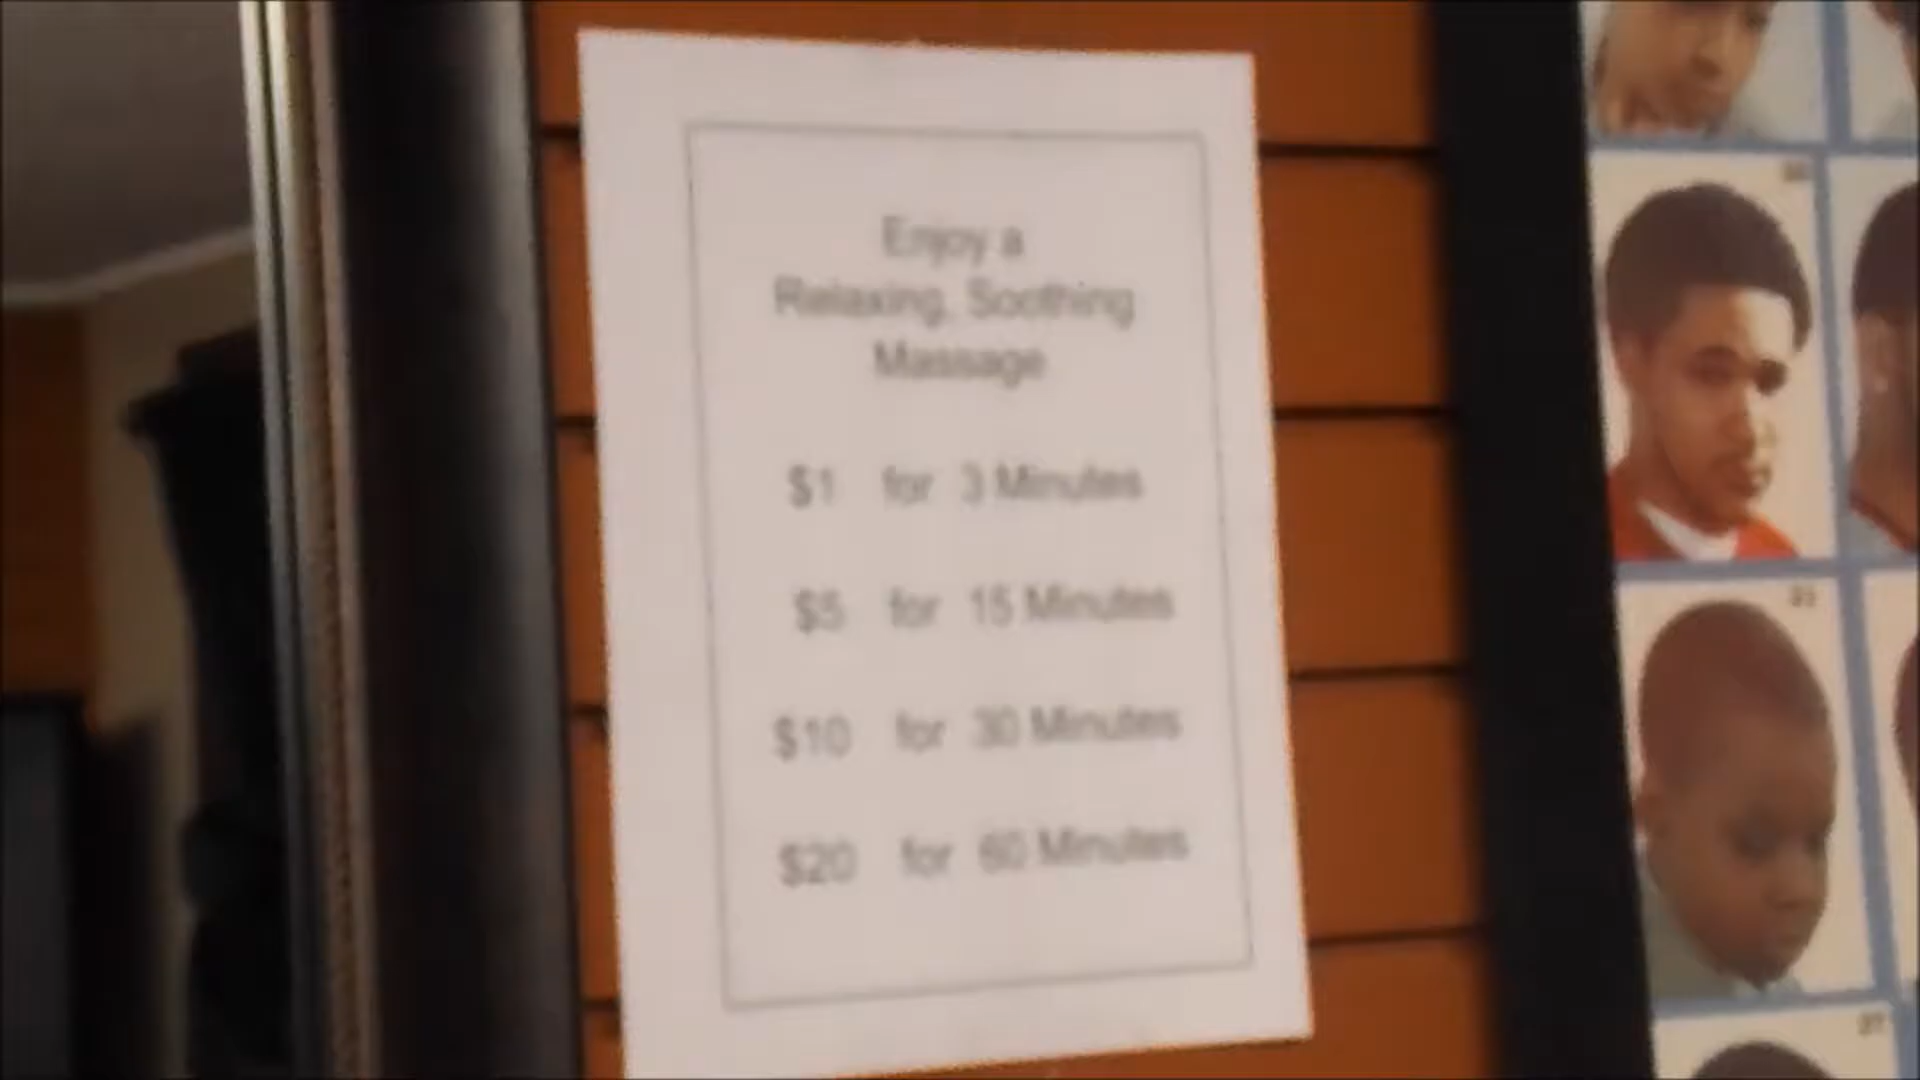 Enjoy a
Relaxing, Soothing
Massage
$1 for 3 Minutes
$5 for 15 Minutes
$10 for 30 Minutes
$20 for 60 Minutes